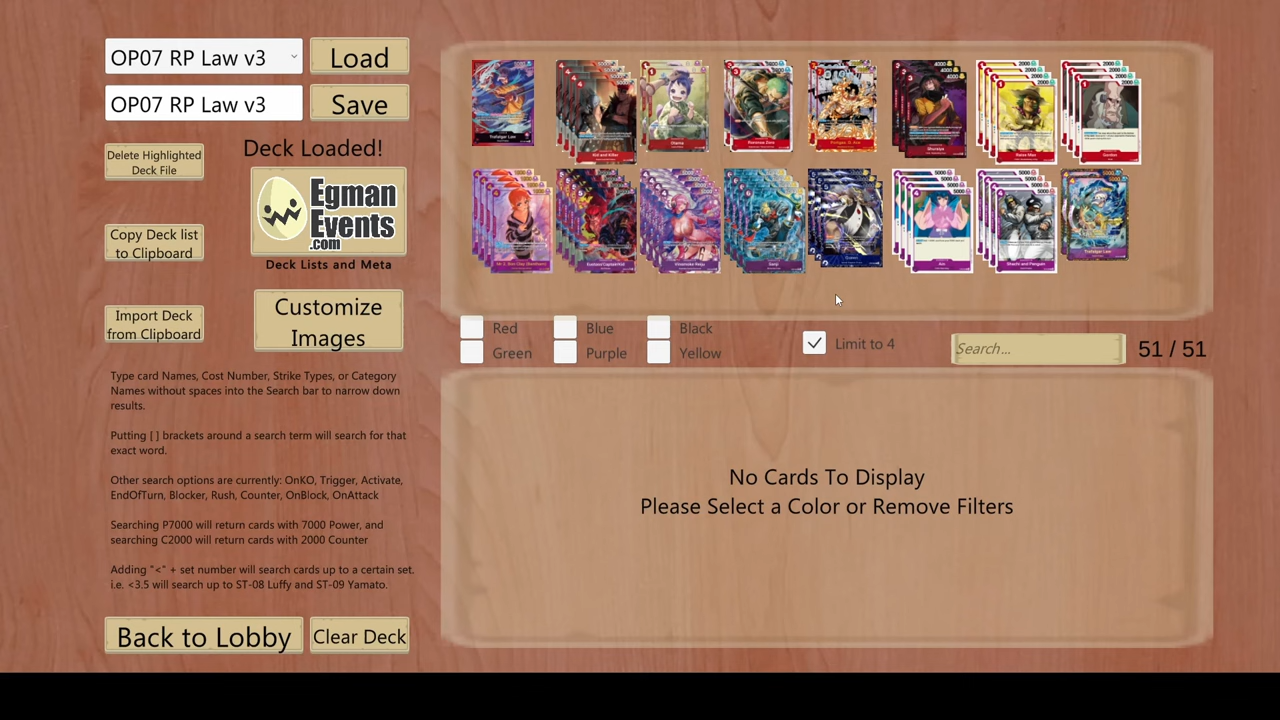 OP07 RP Law v3
Load
OP07 RP Law v3
Save
Delete Highlighted
Deck File
Deck Loaded!
Egman
Events
.com
Copy Deck list
to Clipboard
Deck Lists and Meta
Import Deck
from Clipboard
Customize
Images
Type card Names, Cost Number, Strike Types, or Category
Names without spaces into the Search bar to narrow down
results.
Putting [ ] brackets around a search term will search for that
exact word.
Other search options are currently: OnKO, Trigger, Activate,
EndOfTurn, Blocker, Rush, Counter, OnBlock, OnAttack
Searching P7000 will return cards with 7000 Power, and
searching C2000 will return cards with 2000 Counter
Adding "<" + set number will search cards up to a certain set.
i.e. <3.5 will search up to ST-08 Luffy and ST-09 Yamato.
Back to Lobby
Clear Deck
Red
Blue
Black
Green
Purple
Yellow
Limit to 4
Search...
51 / 51
No Cards To Display
Please Select a Color or Remove Filters